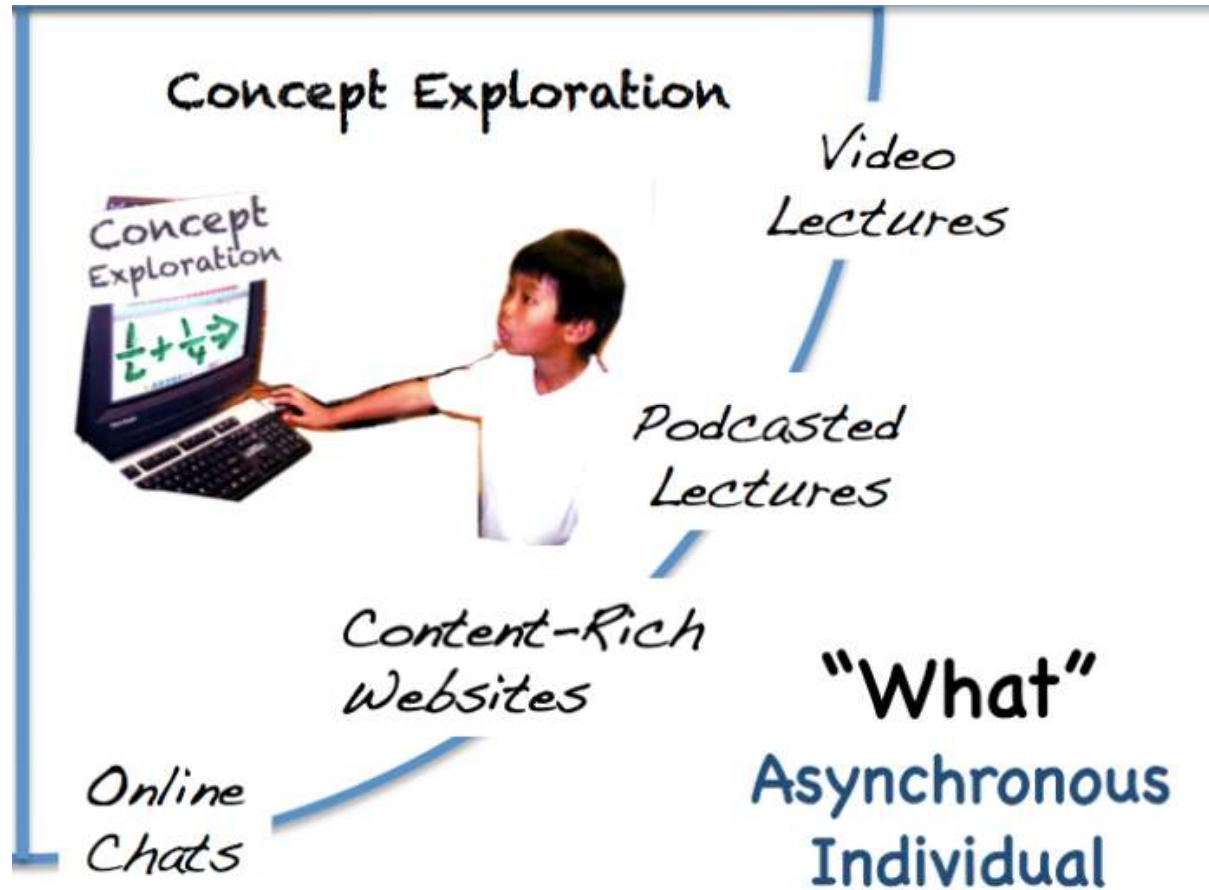 Concept Exploration
Video
Lectures
Concept
Exploration
1/2 + 1/4 ⇒
Podcasted
Lectures
Content-Rich
Websites
"What"
Asynchronous
Individual
Online
Chats